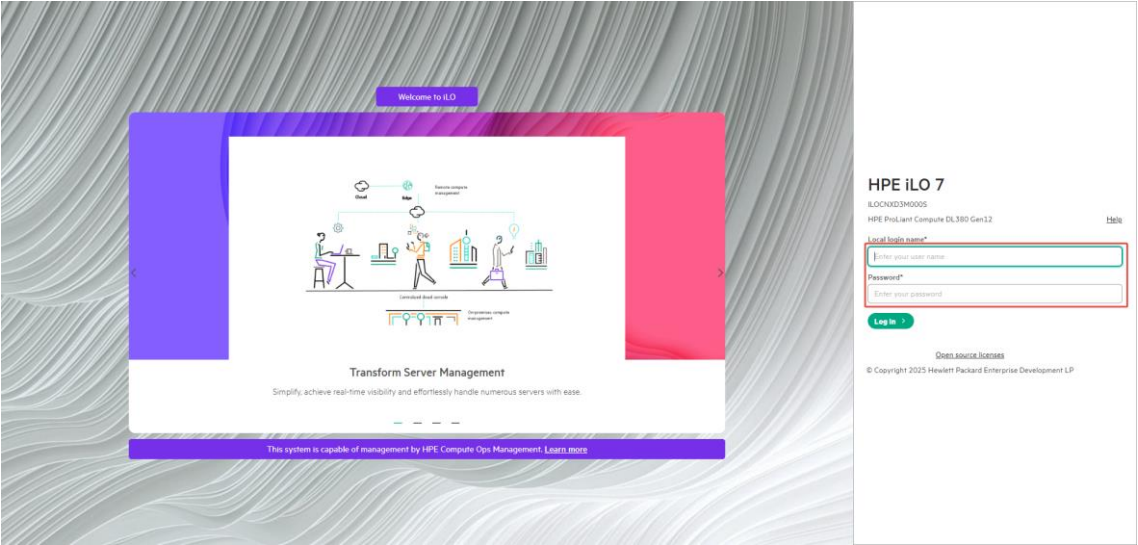 Welcome to iLO
Cloud
Edge
Remote compute
management
Centralized cloud console
On-premises compute
management
Transform Server Management
Simplify, achieve real-time visibility and effortlessly handle numerous servers with ease.
This system is capable of management by HPE Compute Ops Management. Learn more
HPE iLO 7
ILOCNXD3M0005
HPE ProLiant Compute DL380 Gen12
Help
Local login name*
Enter your user name
Password*
Enter your password
Log in
Open source licenses
© Copyright 2025 Hewlett Packard Enterprise Development LP